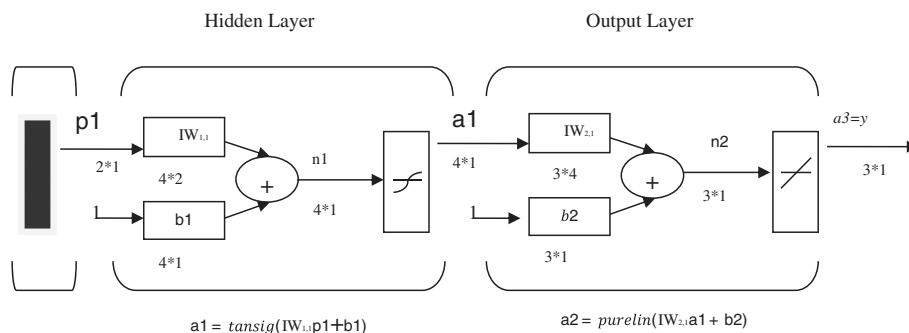 Hidden Layer
Output Layer
p1
IW1,1
n1
a1
IW2,1
n2
a3=y
2*1
4*2
+
4*1
3*4
+
3*1
3*1
1
b1
4*1
1
b2
4*1
3*1
a1 = tansig(IW1,1p1+b1)
a2 = purelin(IW2,1a1 + b2)